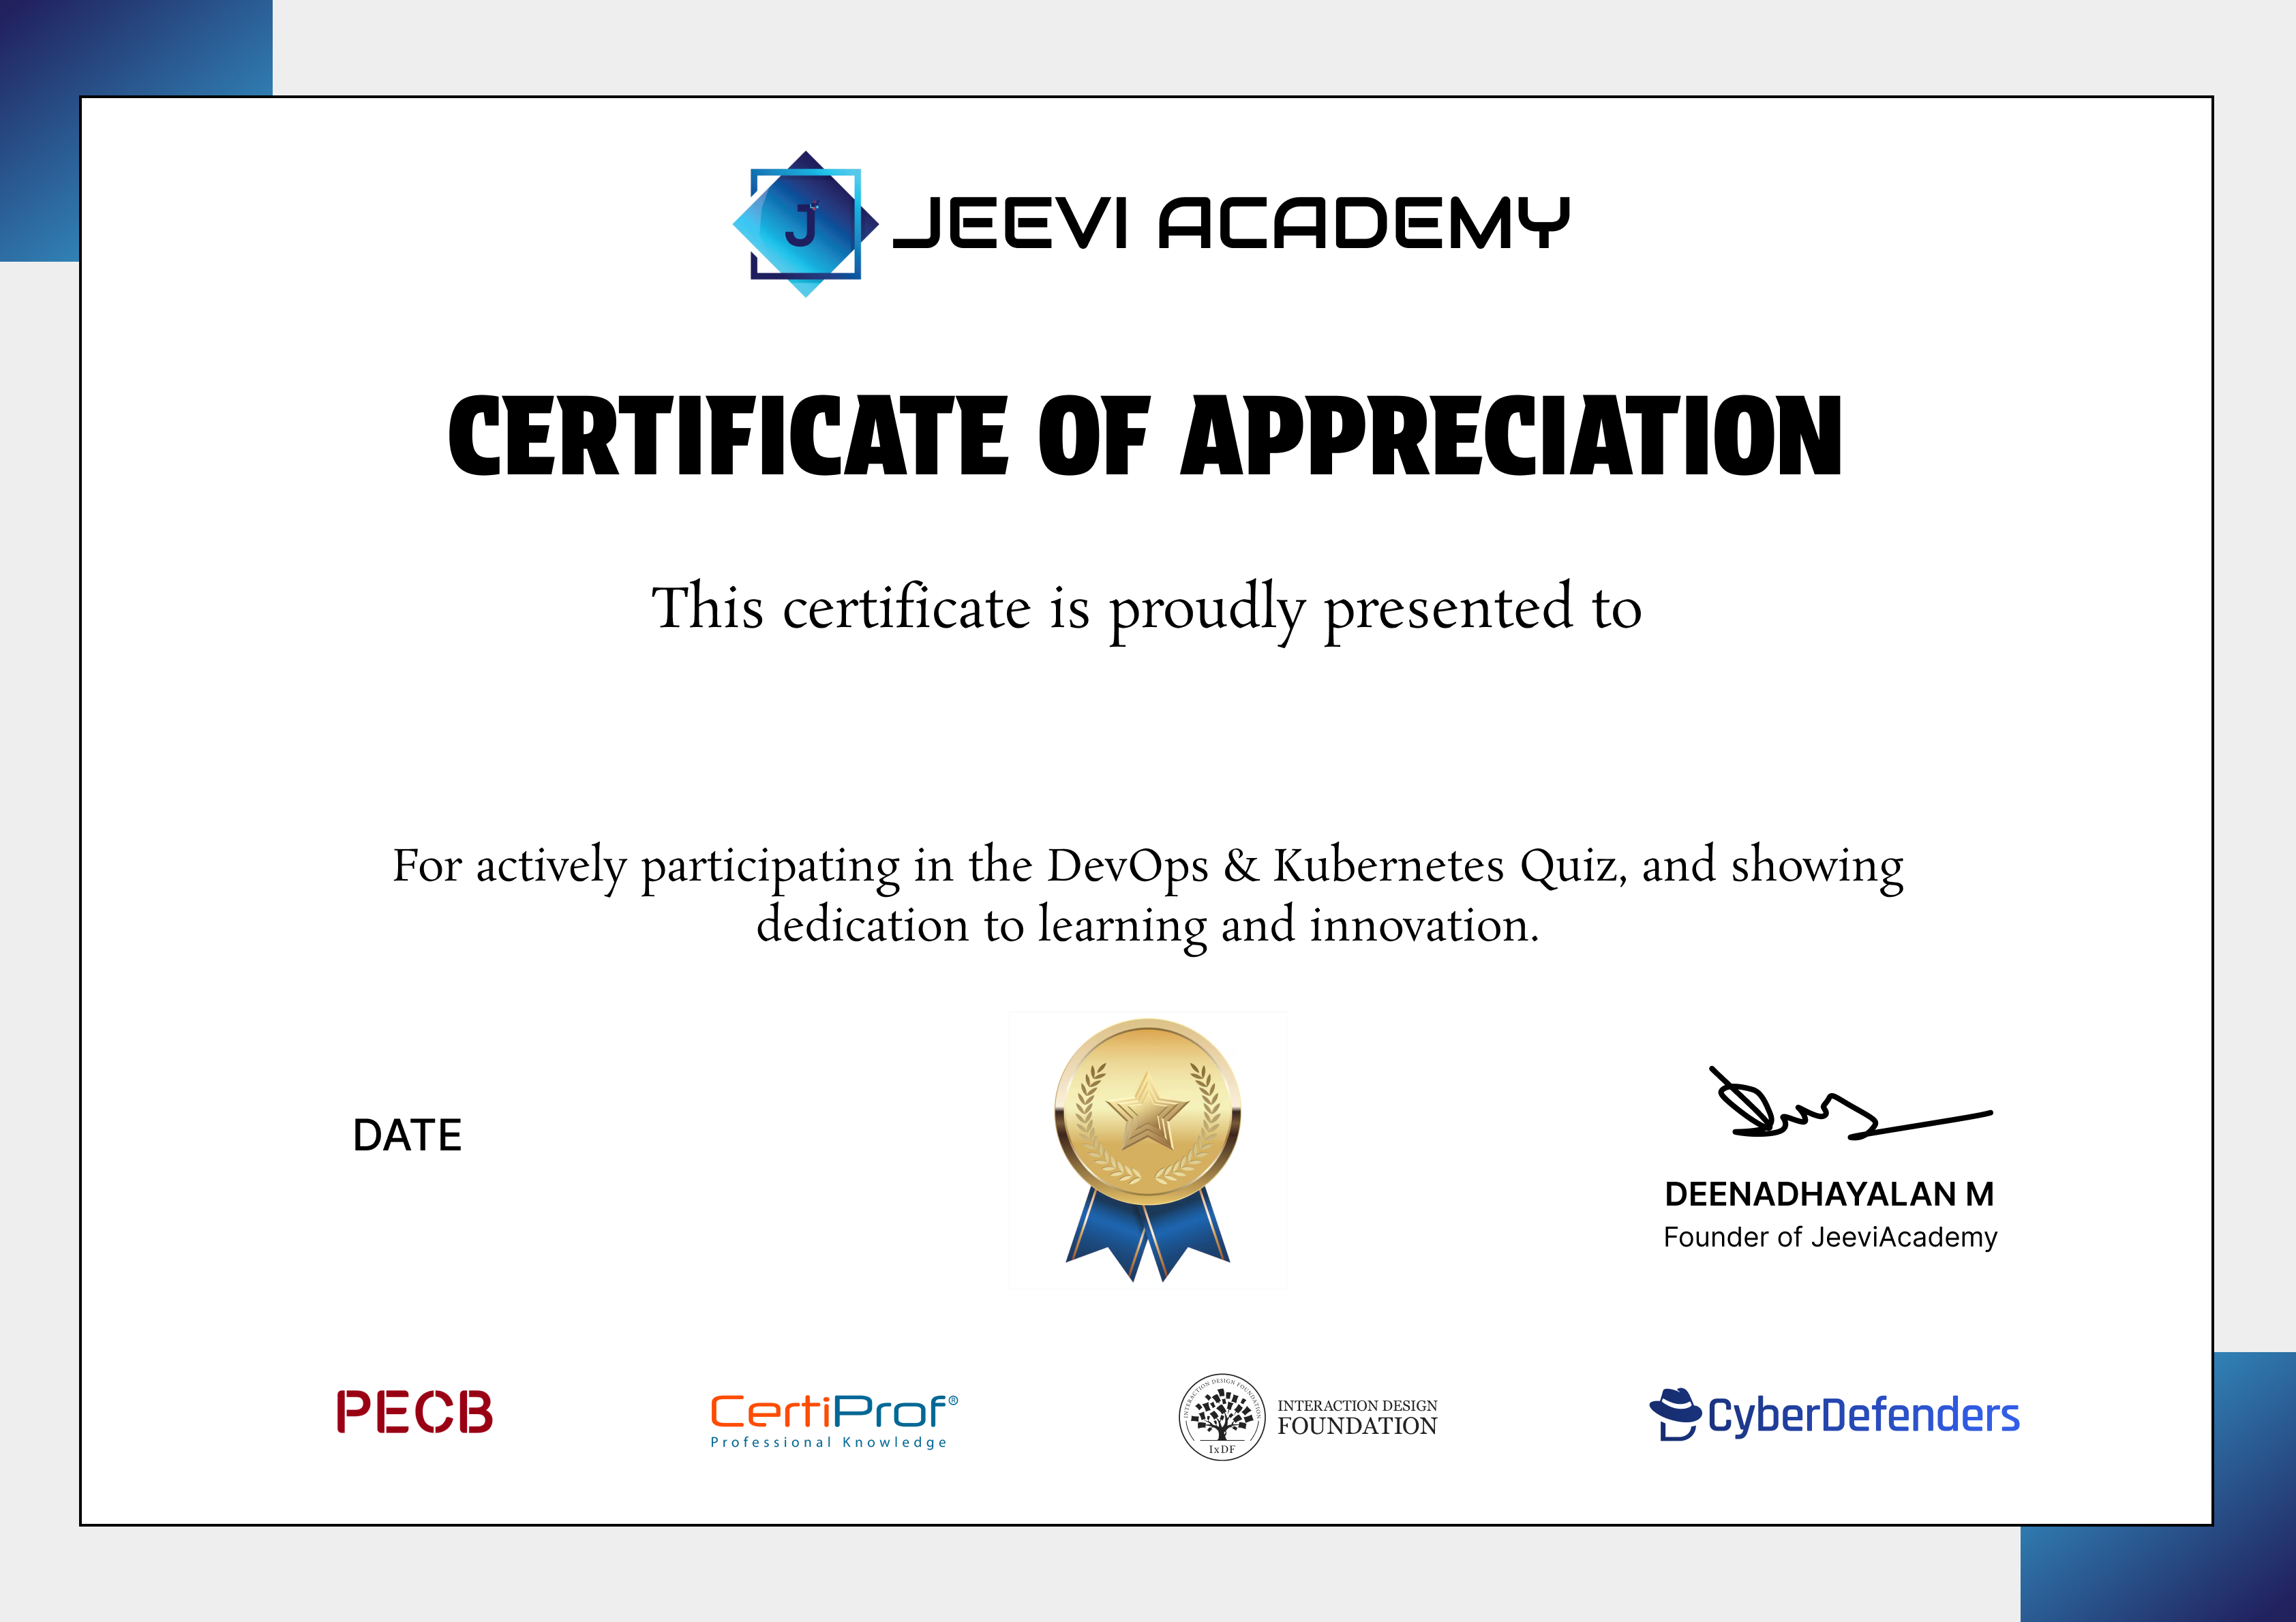 J
JEEVI ACADEMY
CERTIFICATE OF APPRECIATION
This certificate is proudly presented to
For actively participating in the DevOps & Kubernetes Quiz, and showing
dedication to learning and innovation.
DATE
DEENADHAYALAN M
Founder of JeeviAcademy
PECB
CertiProf®
Professional Knowledge
INTERACTION DESIGN FOUNDATION
IxDF
INTERACTION DESIGN
FOUNDATION
CyberDefenders